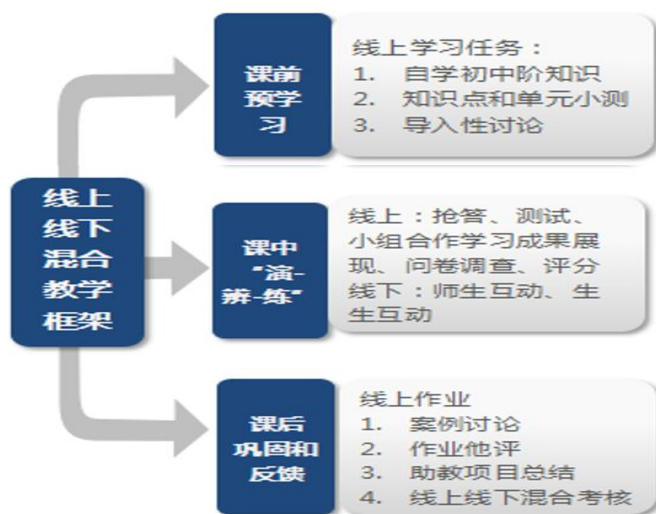 线上
线下
混合
教学
框架
课前
预学
习
线上学习任务：
1. 自学初中阶知识
2. 知识点和单元小测
3. 导入性讨论
课中
“演-
辨-练”
线上：抢答、测试、
小组合作学习成果展
现、问卷调查、评分
线下：师生互动、生
生互动
课后
巩固和
反馈
线上作业
1. 案例讨论
2. 作业他评
3. 助教项目总结
4. 线上线下混合考核